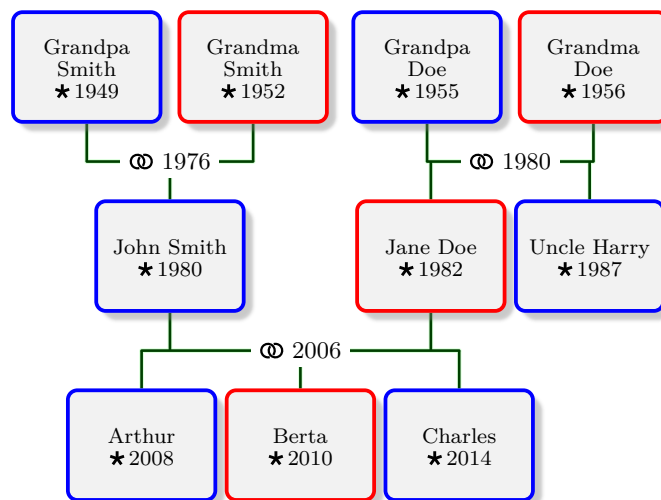 Grandpa
Smith
★ 1949
Grandma
Smith
★ 1952
Grandpa
Doe
★ 1955
Grandma
Doe
★ 1956
⚭ 1976
⚭ 1980
John Smith
★ 1980
Jane Doe
★ 1982
Uncle Harry
★ 1987
⚭ 2006
Arthur
★ 2008
Berta
★ 2010
Charles
★ 2014